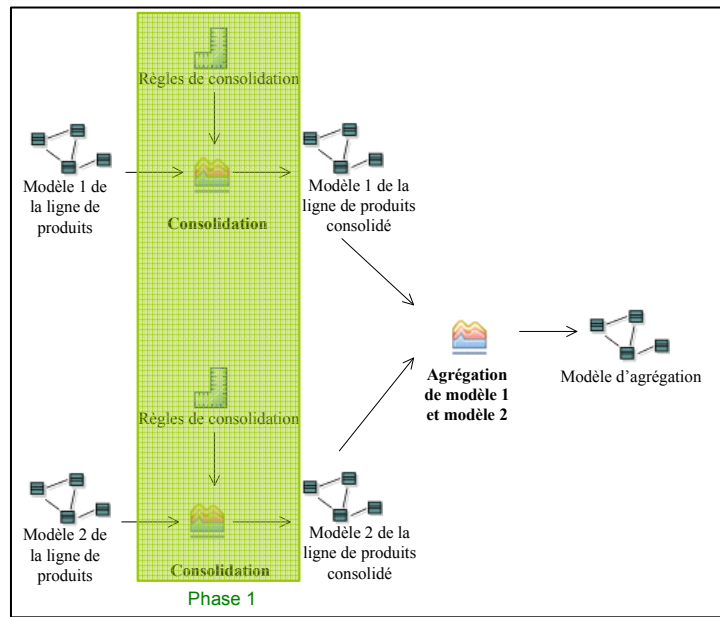 Règles de consolidation
Modèle 1 de
la ligne de
produits
Consolidation
Modèle 1 de la
ligne de produits
consolidé
Agrégation
de modèle 1
et modèle 2
Modèle d’agrégation
Règles de consolidation
Modèle 2 de
la ligne de
produits
Consolidation
Modèle 2 de la
ligne de produits
consolidé
Phase 1